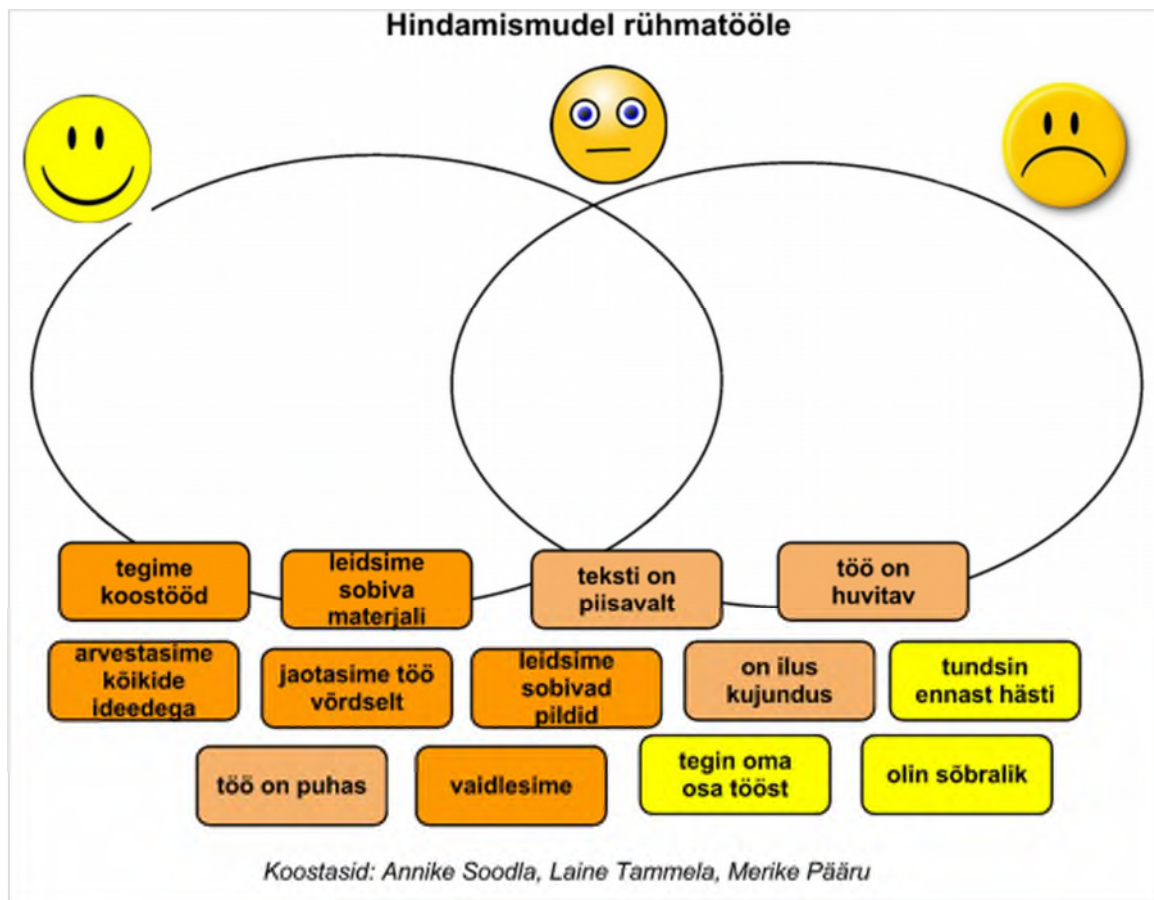 Hindamismudel rühmatööle
tegime
koostööd
leidsime
sobiva
materjali
teksti on
piisavalt
töö on
huvitav
arvestasime
kõikide
ideedega
jaotasime töö
võrdselt
leidsime
sobivad
pildid
on ilus
kujundus
tundsin
ennast hästi
töö on puhas
vaidlesime
tegin oma
osa tööst
olin sõbralik
Koostasid: Annike Soodla, Laine Tammela, Merike Pääru